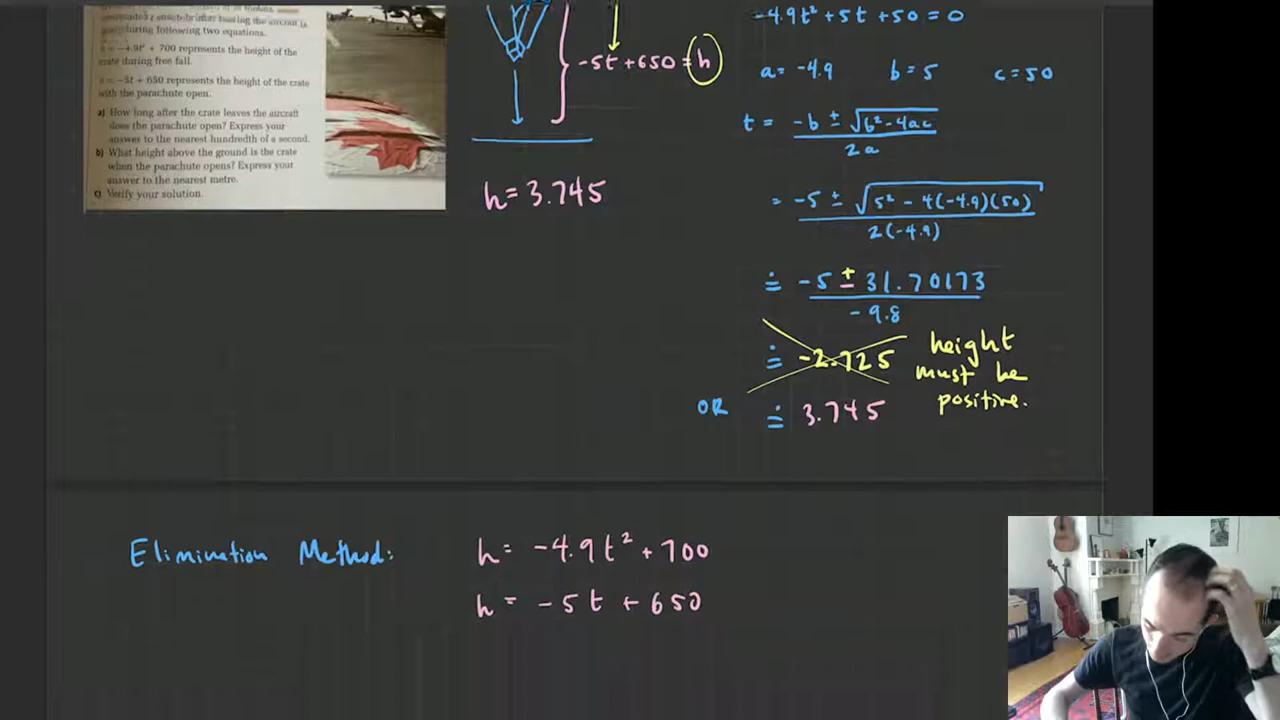 during following two equations.
h = −4.9t² + 700 represents the height of the
crate during free fall.
h = −5t + 650 represents the height of the crate
with the parachute open.
a) How long after the crate leaves the aircraft
does the parachute open? Express your
answer to the nearest hundredth of a second.
b) What height above the ground is the crate
when the parachute opens? Express your
answer to the nearest metre.
c) Verify your solution.
-5t+650=h
h=3.745
-4.9t²+5t+50=0
a=-4.9 b=5 c=50
t = -b ± √b²-4ac
2a
= -5 ± √5²-4(-4.9)(50)
2(-4.9)
≐ -5 ± 31.70173
-9.8
≐ -2.725 height
must be
positive.
OR ≐ 3.745
Elimination Method: h= -4.9t²+700
h= -5t+650